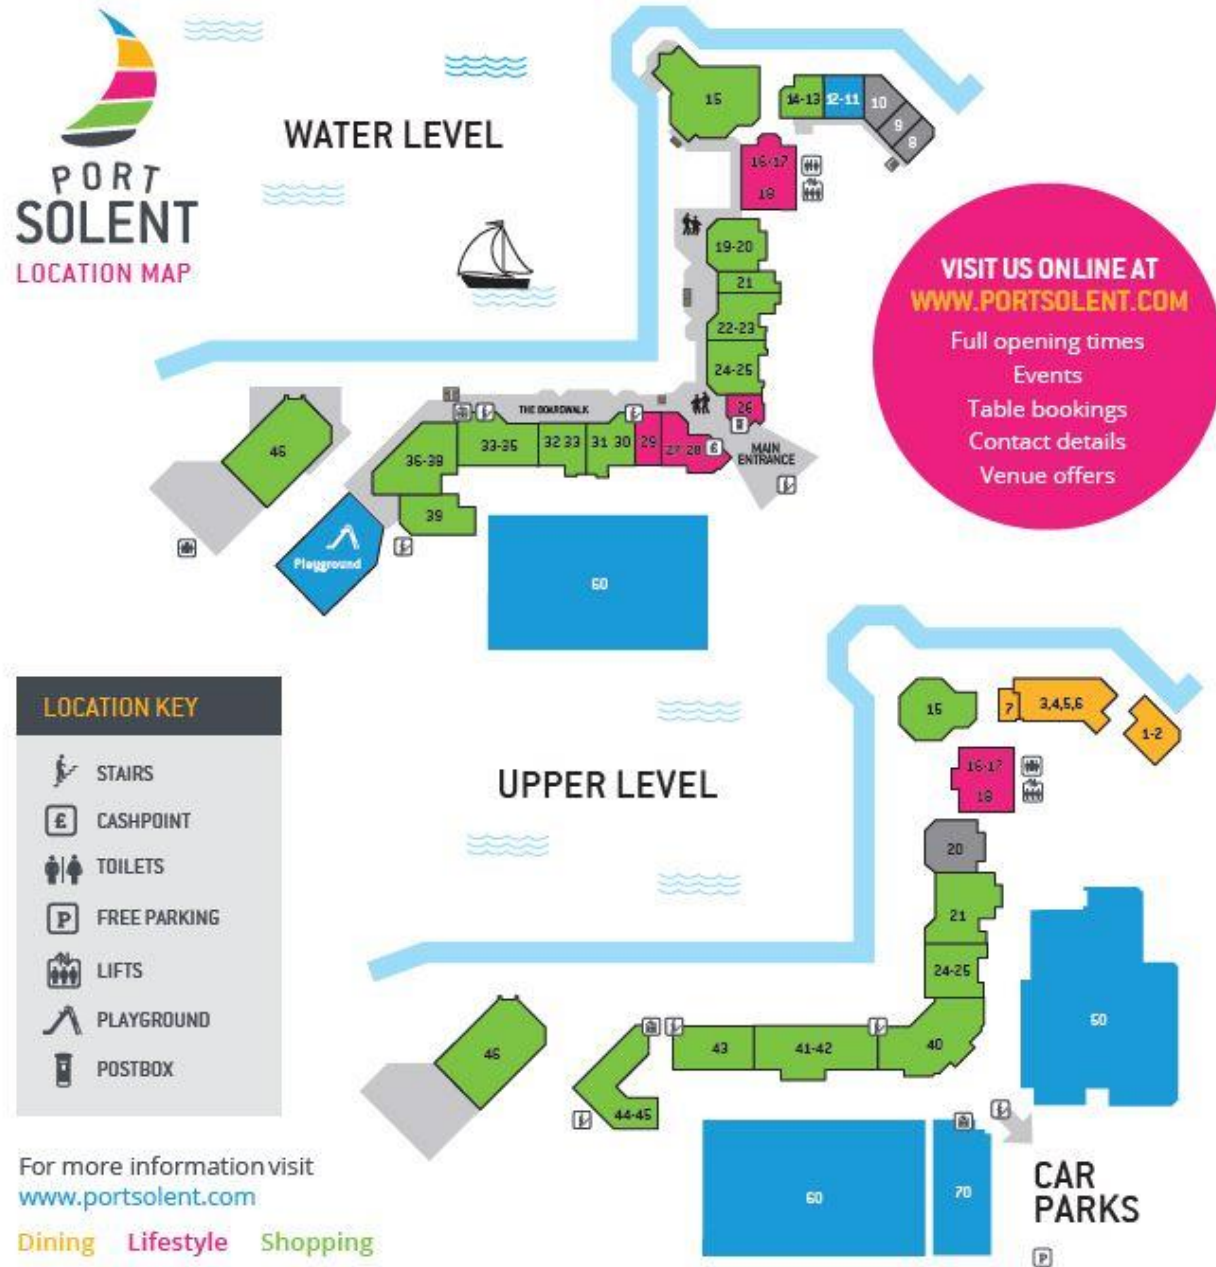 PORT
SOLENT
LOCATION MAP
WATER LEVEL
15
14-13
12-11
10
9
8
16-17
18
19-20
21
22-23
24-25
26
MAIN
ENTRANCE
THE BOARDWALK
46
36-38
33-35
32 33
31 30
29
27 28
£
39
Playground
60
VISIT US ONLINE AT
WWW.PORTSOLENT.COM
Full opening times
Events
Table bookings
Contact details
Venue offers
LOCATION KEY
STAIRS
£ CASHPOINT
TOILETS
P FREE PARKING
LIFTS
PLAYGROUND
POSTBOX
UPPER LEVEL
15
7
3,4,5,6
1-2
16-17
18
20
21
24-25
40
41-42
43
44-45
46
60
60
70
CAR
PARKS
P
For more information visit
www.portsolent.com
Dining Lifestyle Shopping